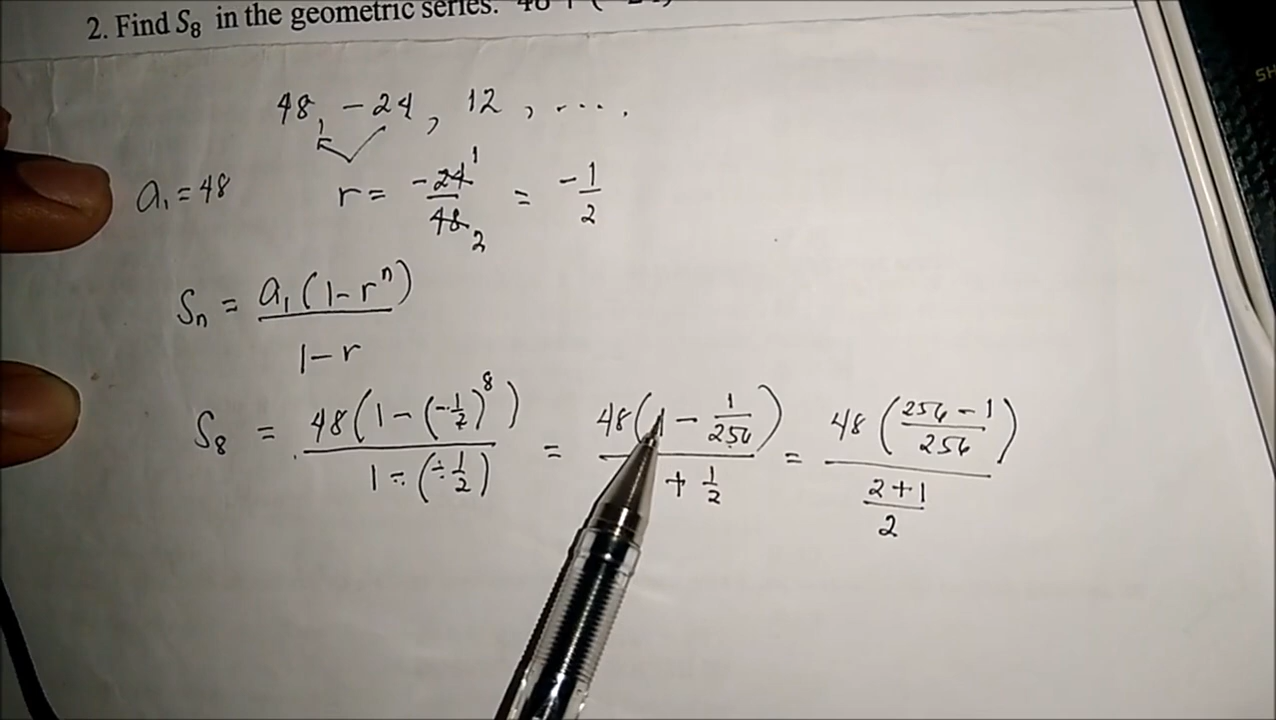 2. Find S₈ in the geometric series.
48, -24, 12, ....
a₁ = 48 r = -24/48 1 2 = -1/2
Sₙ = a₁(1-rⁿ)/1-r
S₈ = 48(1-(-1/2)⁸)/1-(-1/2) = 48(1 - 1/256)/+ 1/2 = 48(256-1/256)/2+1/2